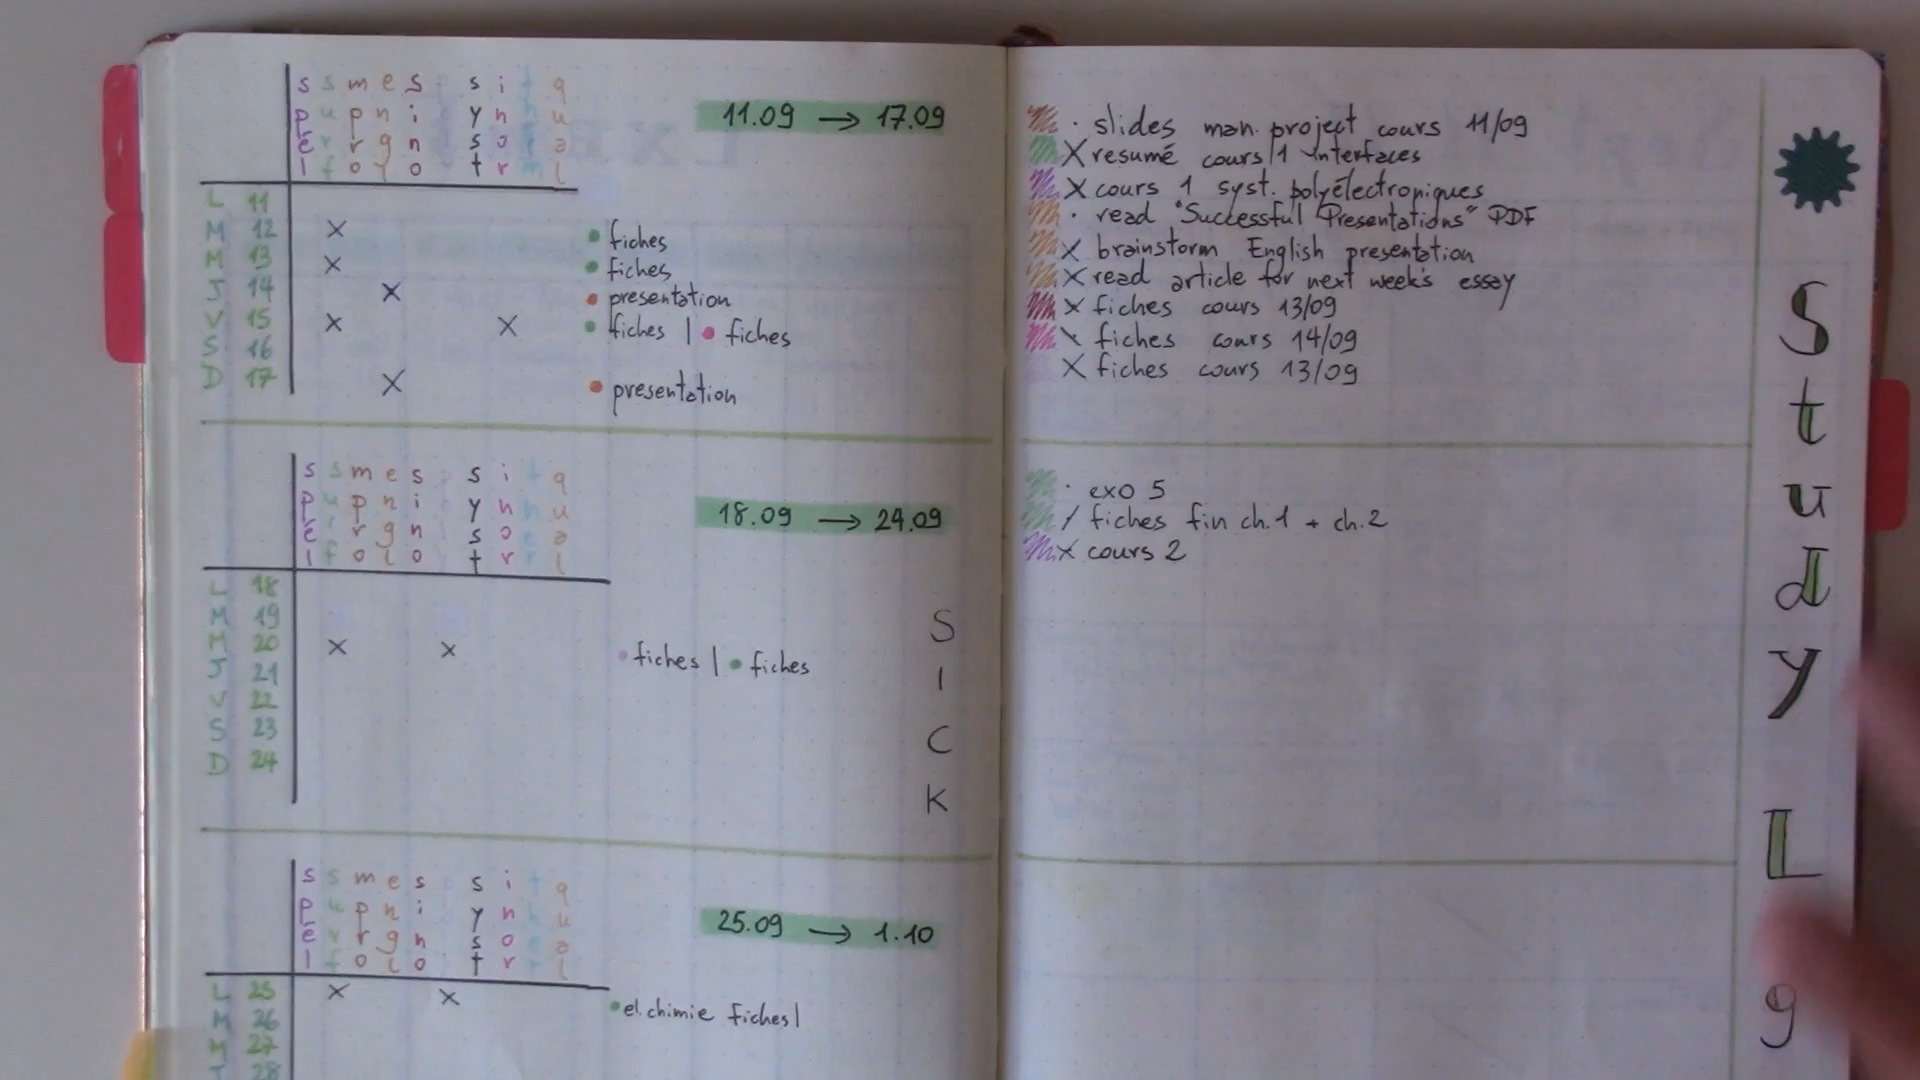 11.09 → 17.09
L 11
M 12 X • fiches
M 13 X • fiches
J 14 X • presentation
V 15 X X • fiches | • fiches
S 16
D 17 X • presentation
18.09 → 24.09
L 18
M 19
M 20 X X • fiches | • fiches
J 21
V 22
S 23
D 24
SICK
25.09 → 1.10
L 25 X X • el. chimie fiches |
M 26
M 27
J 28
· slides man. project cours 11/09
X resumé cours 1 interfaces
X cours 1 syst. polyélectroniques
· read "Successful Presentations" PDF
X brainstorm English presentation
X read article for next week's essay
X fiches cours 13/09
\ fiches cours 14/09
X fiches cours 13/09
· exo 5
/ fiches fin ch.1 + ch.2
X cours 2
Study L g